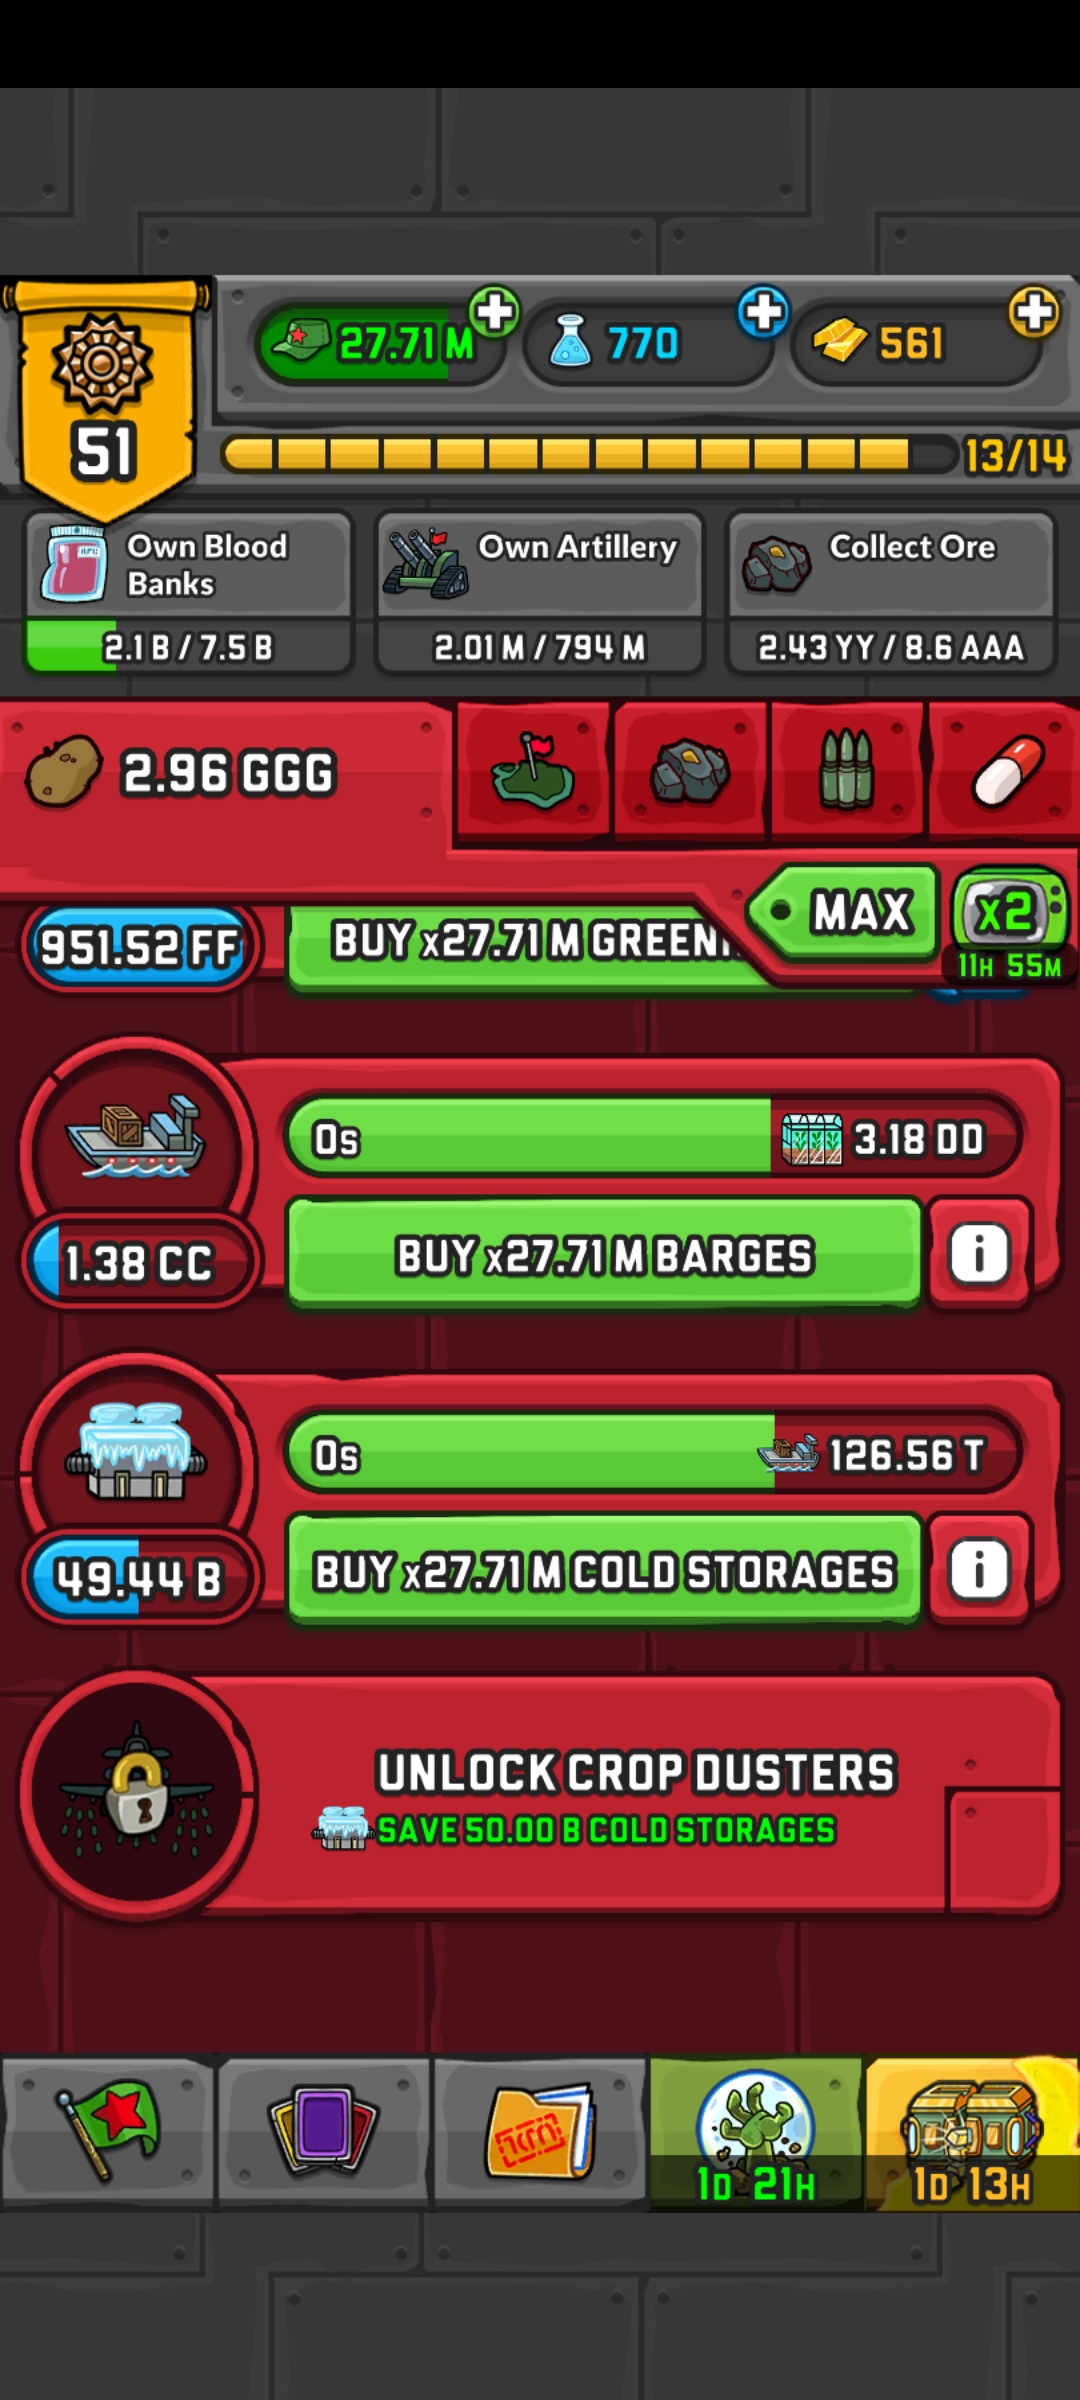 27.71 M
770
561
51
13/14
Own Blood
Banks
2.1 B / 7.5 B
Own Artillery
2.01 M / 794 M
Collect Ore
2.43 YY / 8.6 AAA
2.96 GGG
MAX
x2
11H 55M
951.52 FF
BUY x27.71 M GREEN
0s
3.18 DD
1.38 CC
BUY x27.71 M BARGES
i
0s
126.56 T
49.44 B
BUY x27.71 M COLD STORAGES
i
UNLOCK CROP DUSTERS
SAVE 50.00 B COLD STORAGES
1D 21H
1D 13H